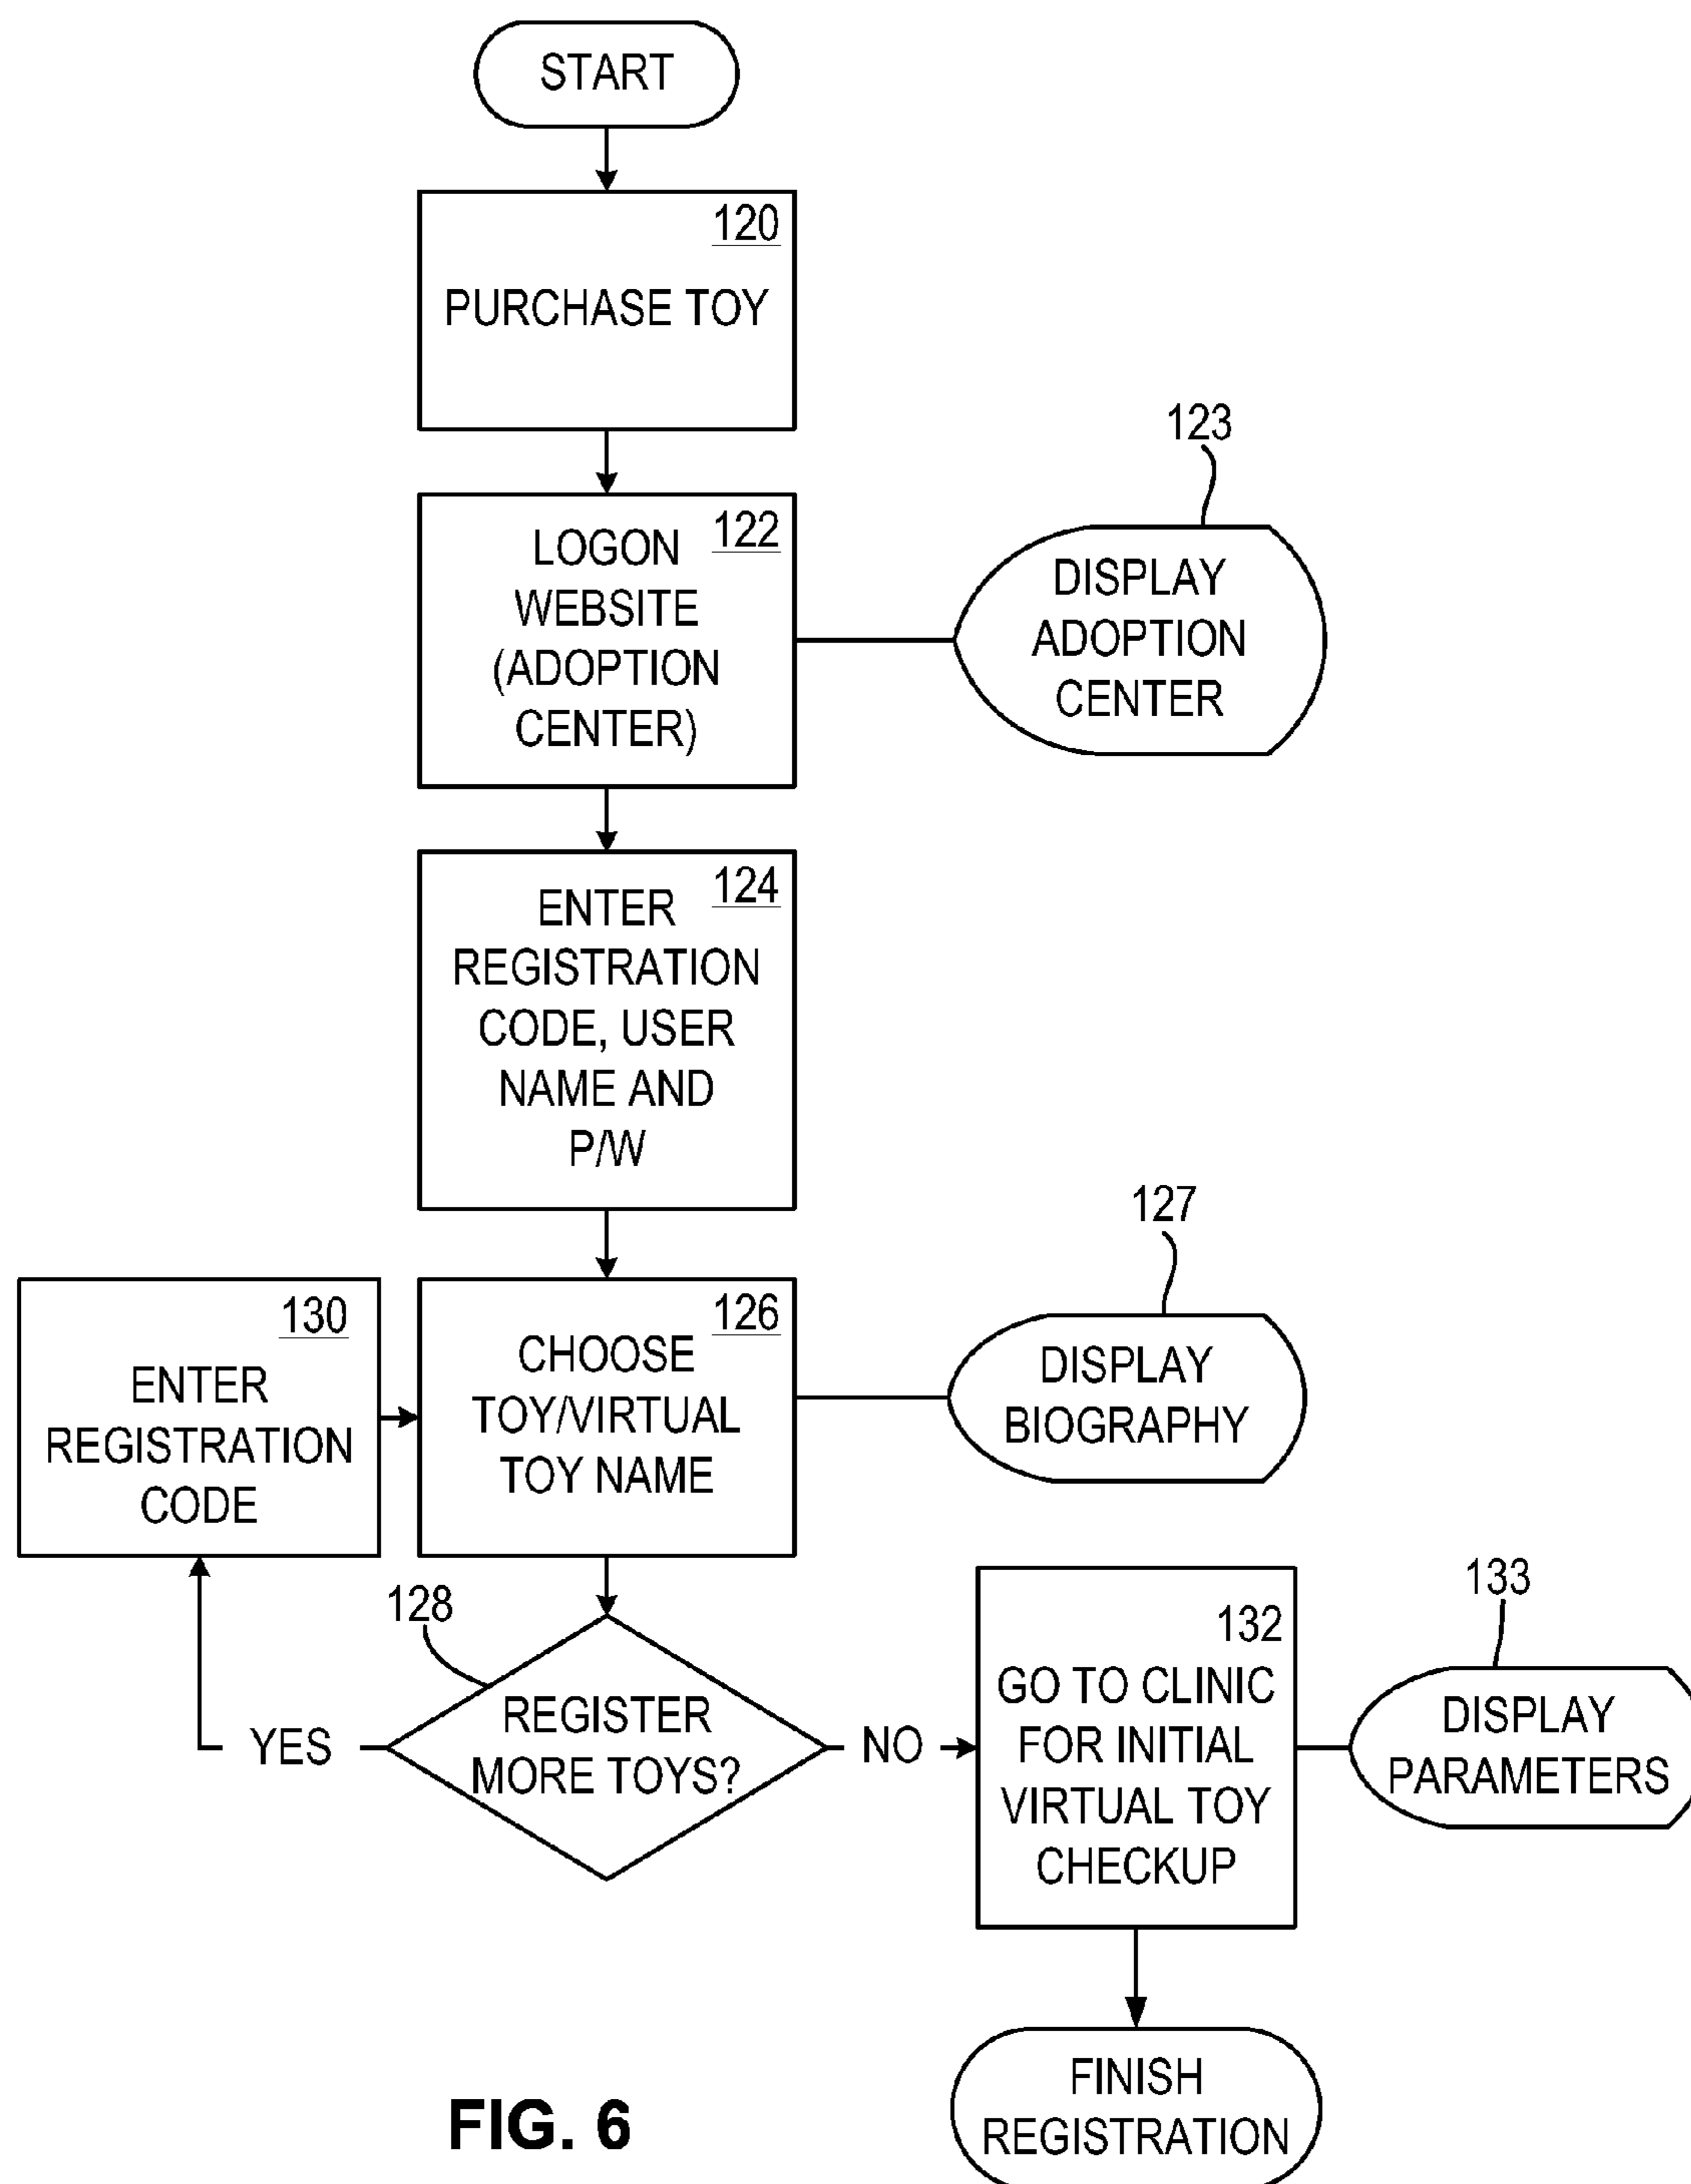 START
120
PURCHASE TOY
123
122
LOGON
WEBSITE
(ADOPTION
CENTER)
DISPLAY
ADOPTION
CENTER
124
ENTER
REGISTRATION
CODE, USER
NAME AND
P/W
127
130
ENTER
REGISTRATION
CODE
126
CHOOSE
TOY/VIRTUAL
TOY NAME
DISPLAY
BIOGRAPHY
128
REGISTER
MORE TOYS?
YES
NO
132
GO TO CLINIC
FOR INITIAL
VIRTUAL TOY
CHECKUP
133
DISPLAY
PARAMETERS
FINISH
REGISTRATION
FIG. 6